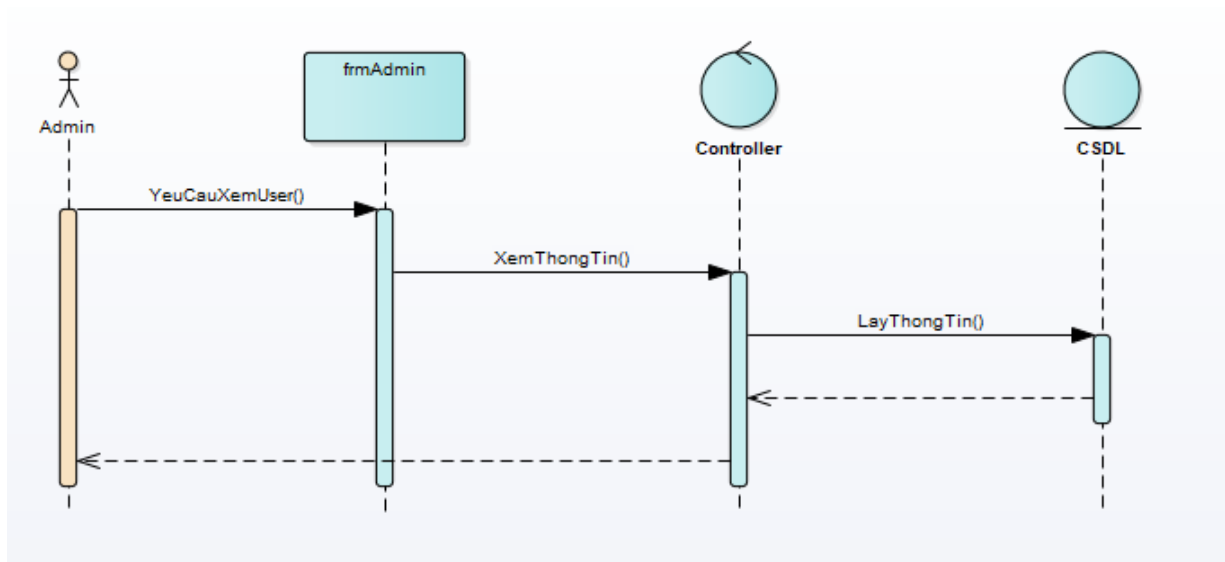 frmAdmin
Admin
Controller
CSDL
YeuCauXemUser()
XemThongTin()
LayThongTin()